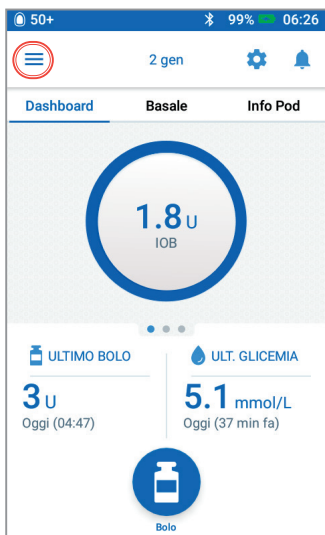 50+ 99% 06:26
2 gen
Dashboard Basale Info Pod
1.8 U
IOB
ULTIMO BOLO ULT. GLICEMIA
3 U 5.1 mmol/L
Oggi (04:47) Oggi (37 min fa)
Bolo